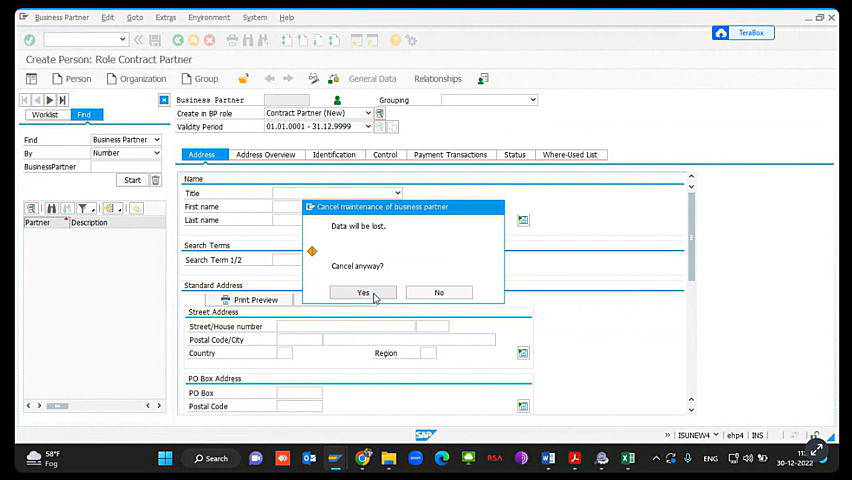 Business Partner Edit Goto Extras Environment System Help
TeraBox
Create Person: Role Contract Partner
Person Organization Group General Data Relationships
Business Partner Grouping
Worklist Find
Create in BP role Contract Partner (New)
Validity Period 01.01.0001 - 31.12.9999
Find Business Partner
By Number
BusinessPartner
Start
Address Address Overview Identification Control Payment Transactions Status Where-Used List
Partner Description
Name
Title
First name
Last name
Search Terms
Search Term 1/2
Standard Address
Print Preview
Street Address
Street/House number
Postal Code/City
Country Region
PO Box Address
PO Box
Postal Code
Cancel maintenance of business partner
Data will be lost.
Cancel anyway?
Yes No
SAP
ISUNEW4 ehp4 INS
58°F
Fog
Search
RSA
ENG
30-12-2022